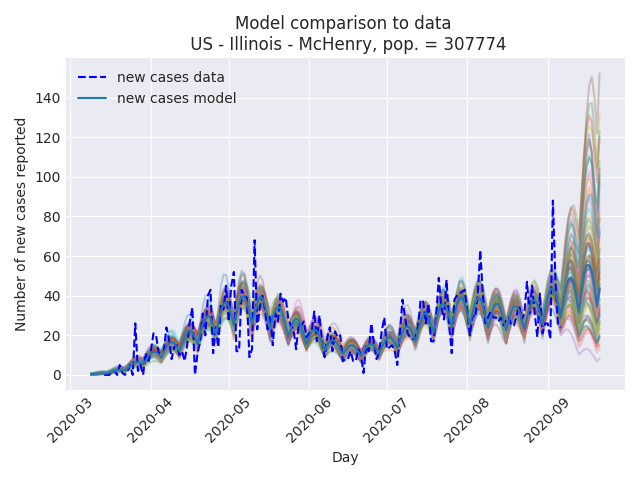 Model comparison to data
US - Illinois - McHenry, pop. = 307774
new cases data
new cases model
Number of new cases reported
140
120
100
80
60
40
20
0
2020-03
2020-04
2020-05
2020-06
2020-07
2020-08
2020-09
Day